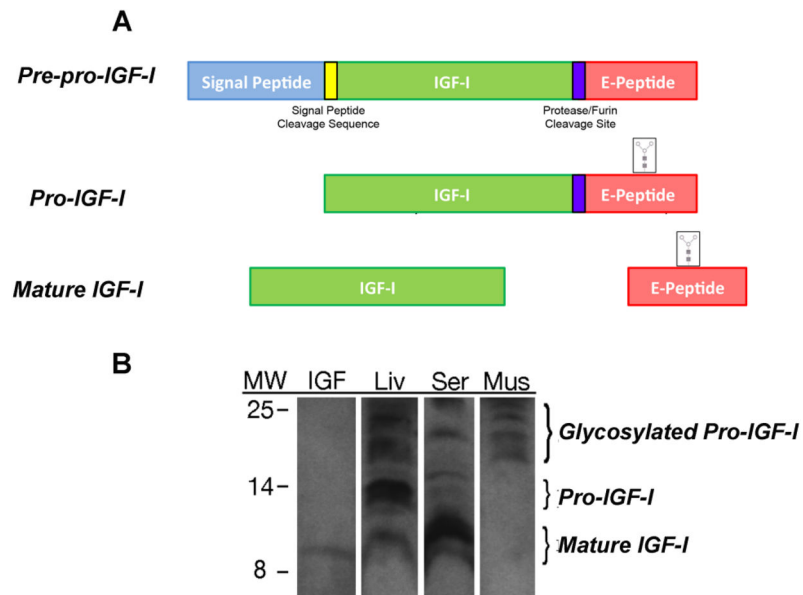 A
Pre-pro-IGF-I
Signal Peptide
IGF-I
E-Peptide
Signal Peptide
Cleavage Sequence
Protease/Furin
Cleavage Site
Pro-IGF-I
IGF-I
E-Peptide
Mature IGF-I
IGF-I
E-Peptide
B
MW IGF Liv Ser Mus
25-
Glycosylated Pro-IGF-I
14-
Pro-IGF-I
Mature IGF-I
8 -